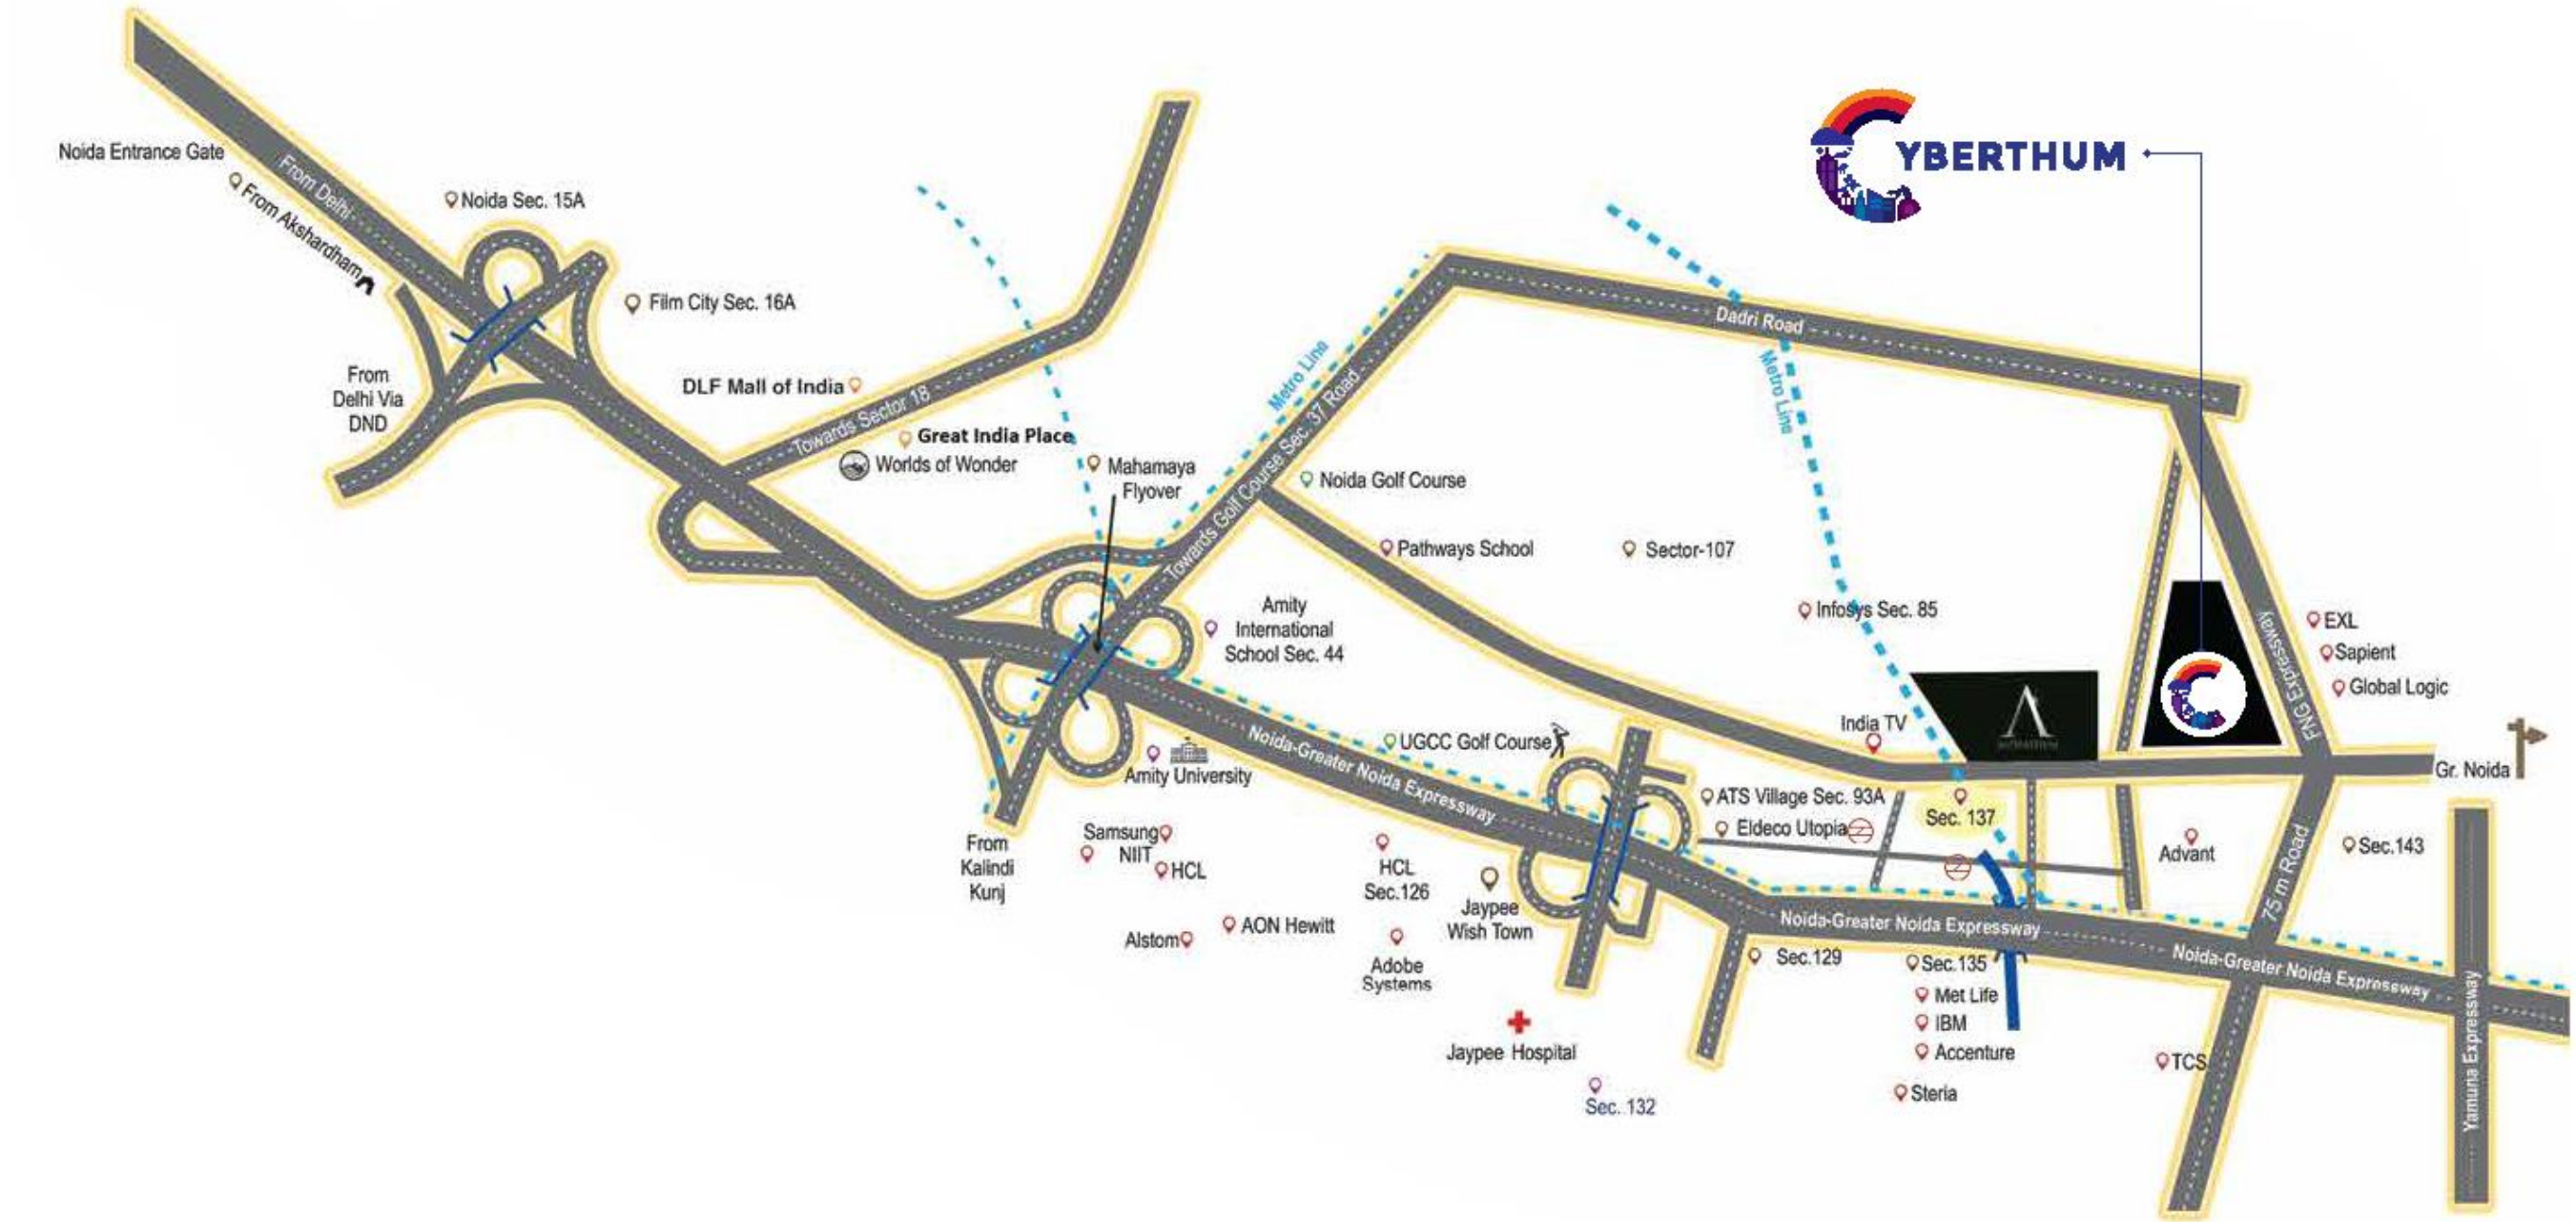 Noida Entrance Gate
From Delhi
From Akshardham
Noida Sec. 15A
Film City Sec. 16A
From
Delhi Via
DND
DLF Mall of India
Towards Sector 18
Great India Place
Worlds of Wonder
Mahamaya
Flyover
Metro Line
Towards Golf Course Sec. 37 Road
YBERTHUM
Dadri Road
Metro Line
Noida Golf Course
Pathways School
Sector-107
Infosys Sec. 85
Amity
International
School Sec. 44
FNG Expressway
EXL
Sapient
Global Logic
India TV
UGCC Golf Course
Noida-Greater Noida Expressway
Amity University
Gr. Noida
ATS Village Sec. 93A
Eldeco Utopia
Sec. 137
Advant
Sec.143
75 m Road
From
Kalindi
Kunj
Samsung
NIIT
HCL
HCL
Sec.126
Jaypee
Wish Town
Alstom
AON Hewitt
Adobe
Systems
Noida-Greater Noida Expressway
Noida-Greater Noida Expressway
Sec.129
Sec.135
Met Life
IBM
Accenture
Steria
Jaypee Hospital
Sec. 132
TCS
Yamuna Expressway